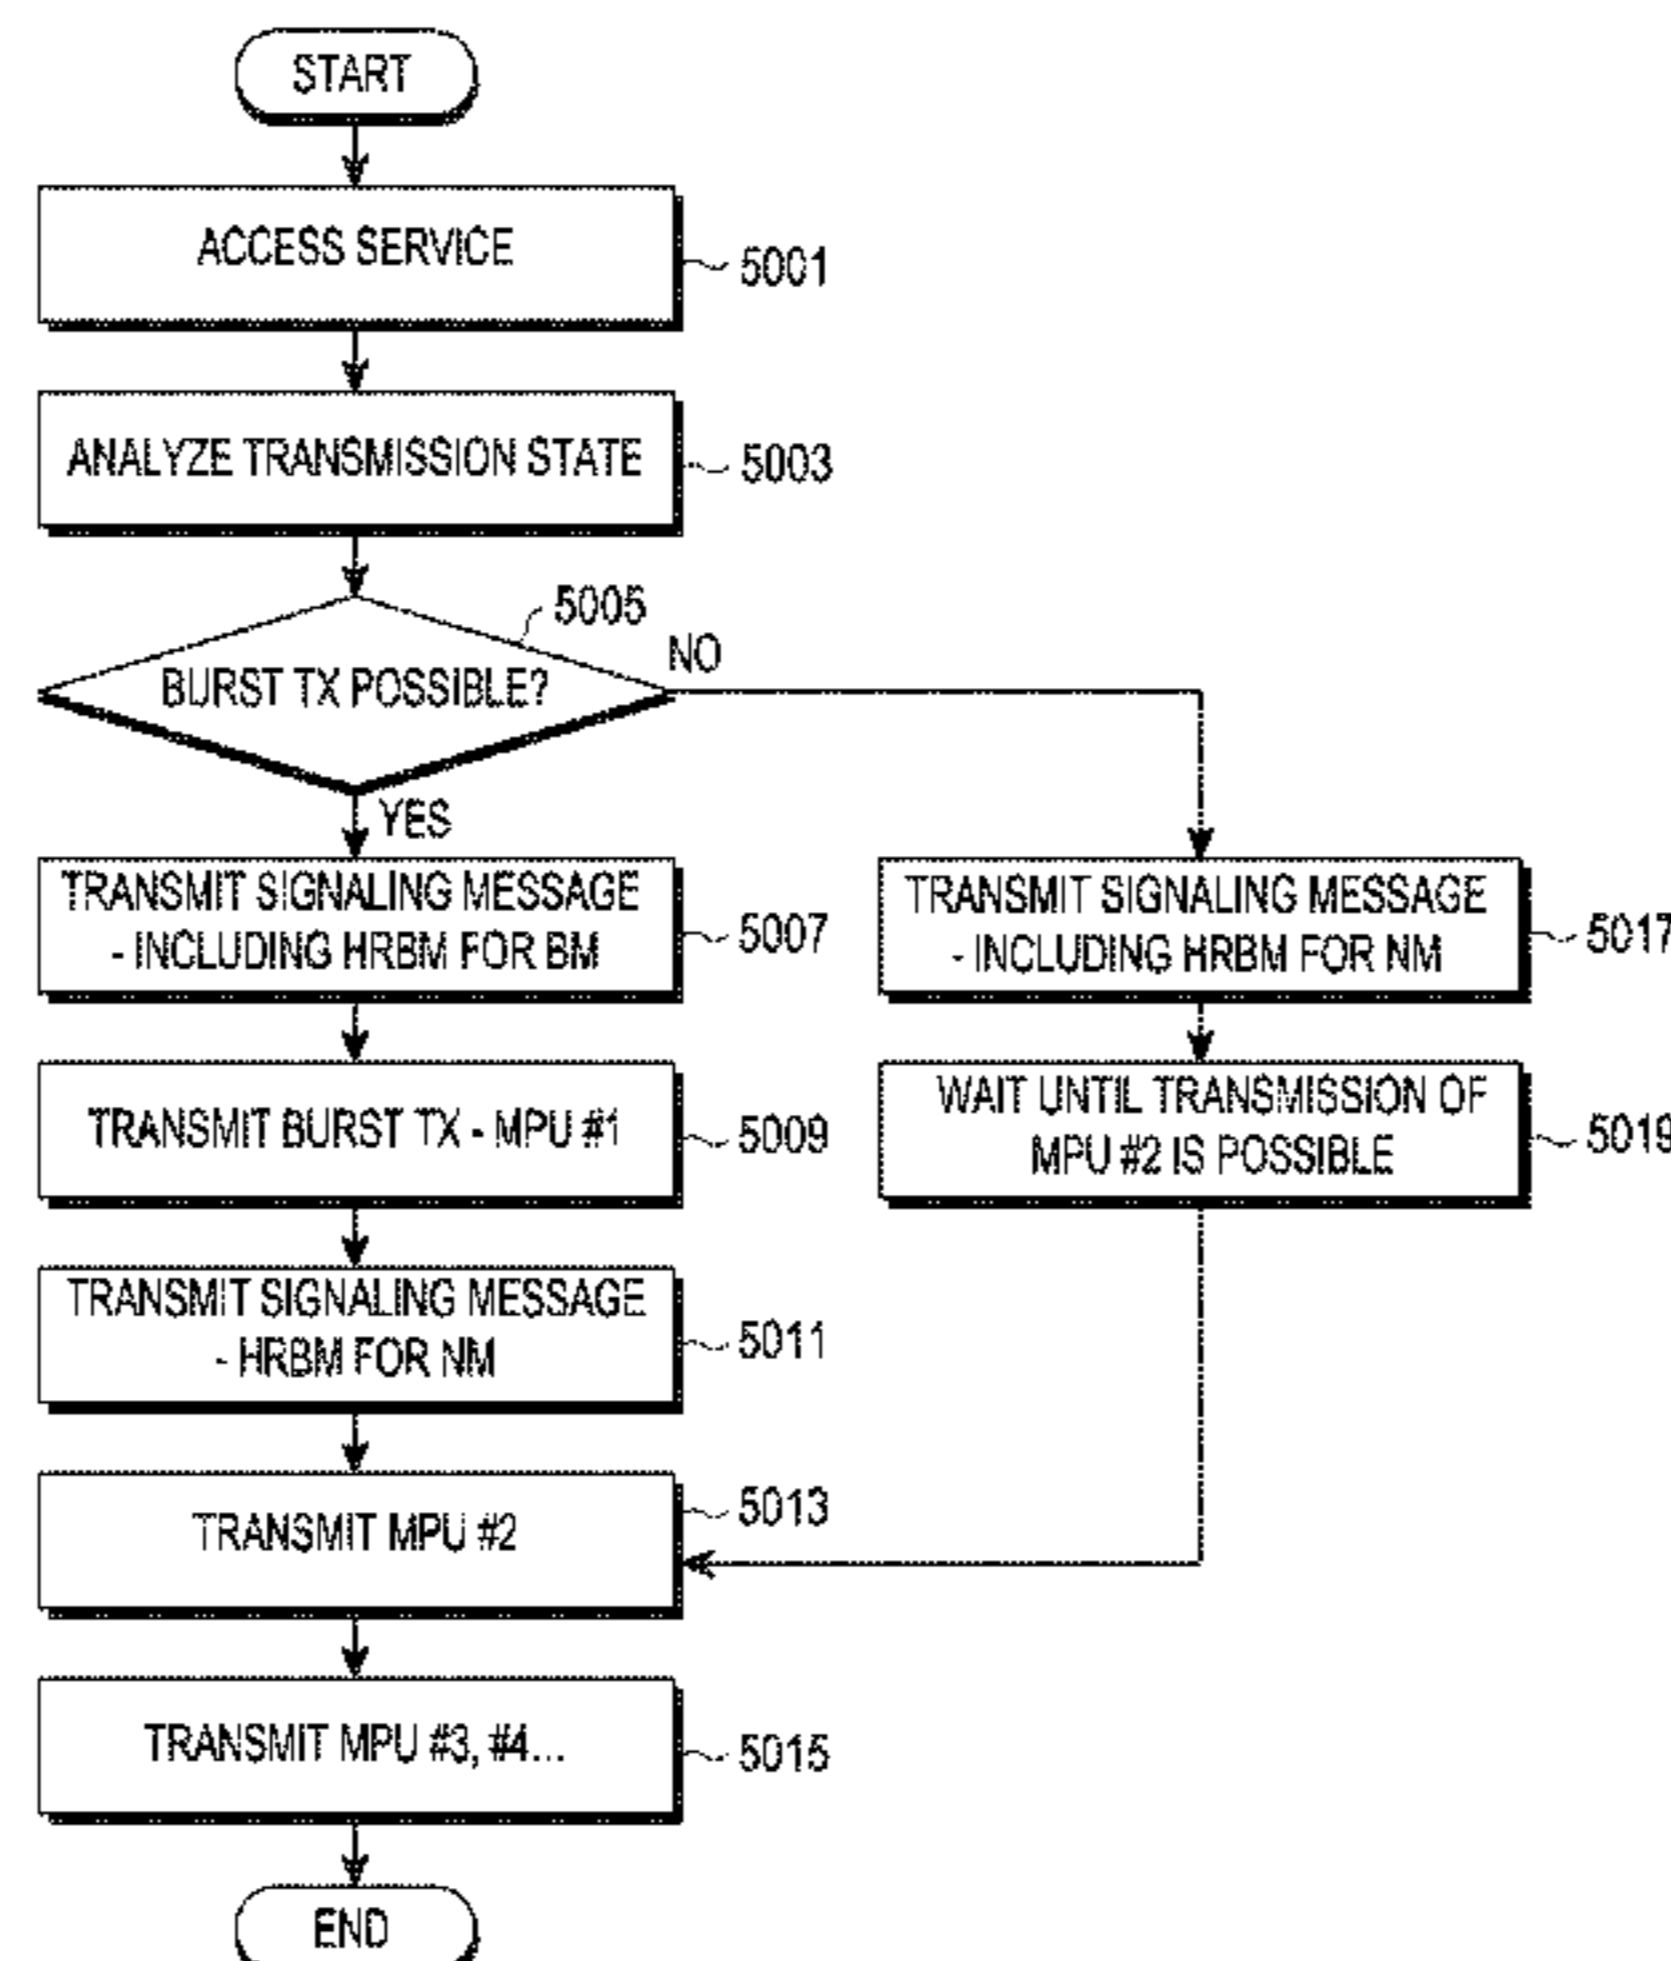 START
ACCESS SERVICE
5001
ANALYZE TRANSMISSION STATE
5003
5005
BURST TX POSSIBLE?
NO
YES
TRANSMIT SIGNALING MESSAGE
- INCLUDING HRBM FOR BM
5007
TRANSMIT SIGNALING MESSAGE
- INCLUDING HRBM FOR NM
5017
TRANSMIT BURST TX - MPU #1
5009
WAIT UNTIL TRANSMISSION OF
MPU #2 IS POSSIBLE
5019
TRANSMIT SIGNALING MESSAGE
- HRBM FOR NM
5011
TRANSMIT MPU #2
5013
TRANSMIT MPU #3, #4...
5015
END